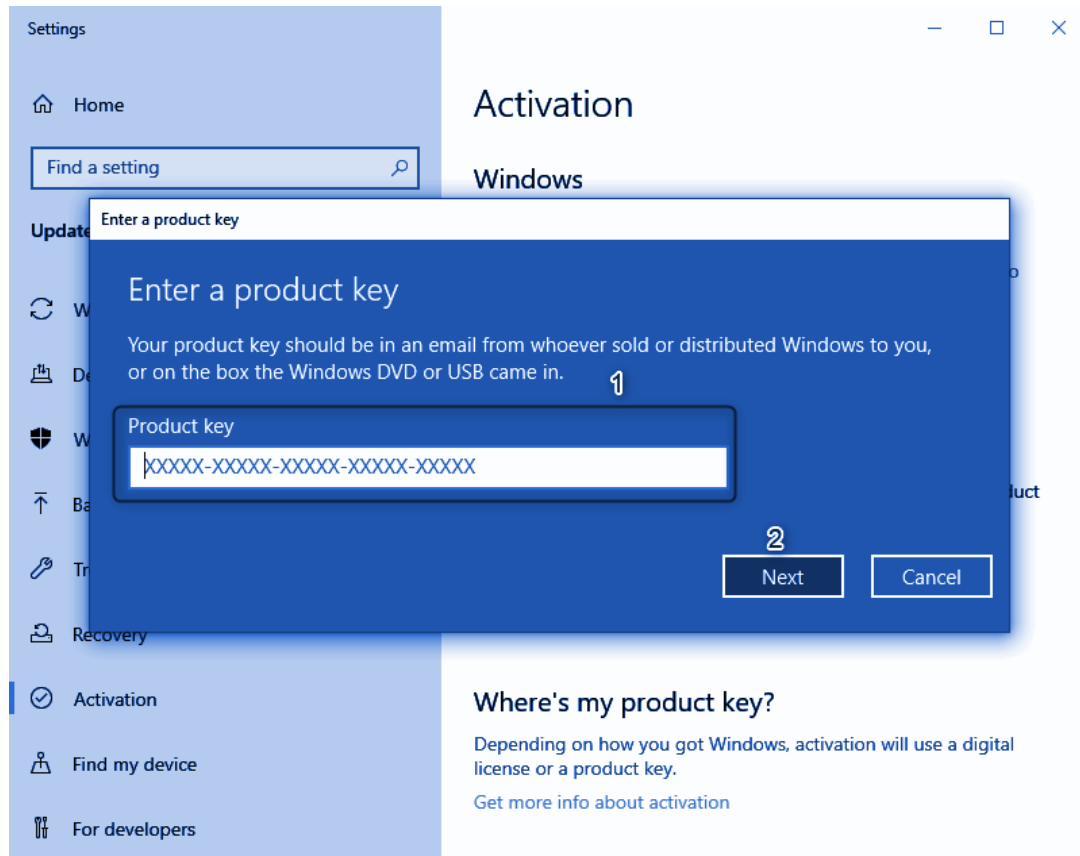 Settings
Home
Find a setting
Update
Activation
Windows
Enter a product key
Enter a product key
Your product key should be in an email from whoever sold or distributed Windows to you,
or on the box the Windows DVD or USB came in.
1
Product key
XXXXX-XXXXX-XXXXX-XXXXX-XXXXX
2
Next
Cancel
Recovery
Activation
Find my device
For developers
Where's my product key?
Depending on how you got Windows, activation will use a digital
license or a product key.
Get more info about activation